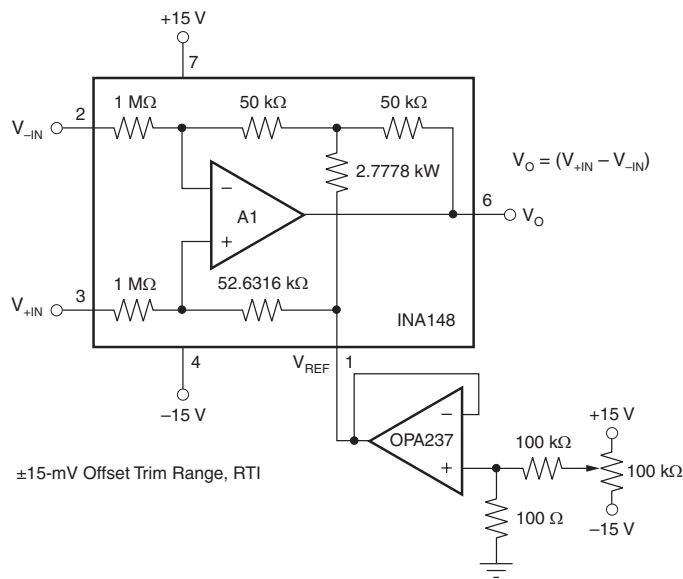 +15 V
7
1 MΩ
50 kΩ
50 kΩ
2
V–IN
2.7778 kW
VO = (V+IN – V–IN)
–
A1
+
6
VO
1 MΩ
52.6316 kΩ
3
V+IN
INA148
4
VREF
1
–15 V
–
OPA237
+
+15 V
100 kΩ
100 kΩ
±15-mV Offset Trim Range, RTI
–15 V
100 Ω